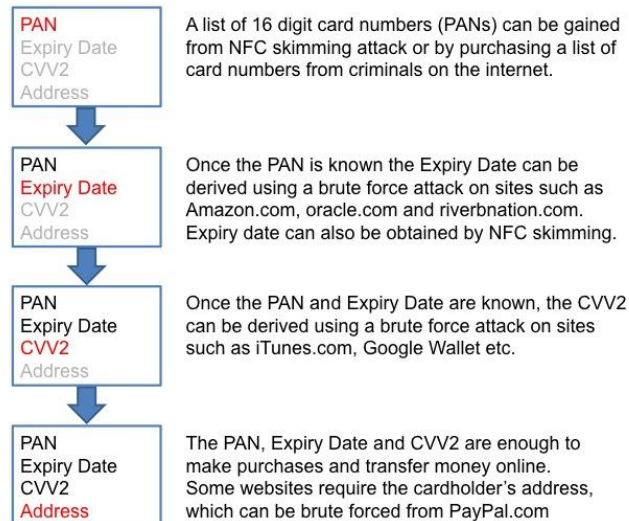 PAN
Expiry Date
CVV2
Address
A list of 16 digit card numbers (PANs) can be gained
from NFC skimming attack or by purchasing a list of
card numbers from criminals on the internet.
PAN
Expiry Date
CVV2
Address
Once the PAN is known the Expiry Date can be
derived using a brute force attack on sites such as
Amazon.com, oracle.com and riverbnation.com.
Expiry date can also be obtained by NFC skimming.
PAN
Expiry Date
CVV2
Address
Once the PAN and Expiry Date are known, the CVV2
can be derived using a brute force attack on sites
such as iTunes.com, Google Wallet etc.
PAN
Expiry Date
CVV2
Address
The PAN, Expiry Date and CVV2 are enough to
make purchases and transfer money online.
Some websites require the cardholder's address,
which can be brute forced from PayPal.com